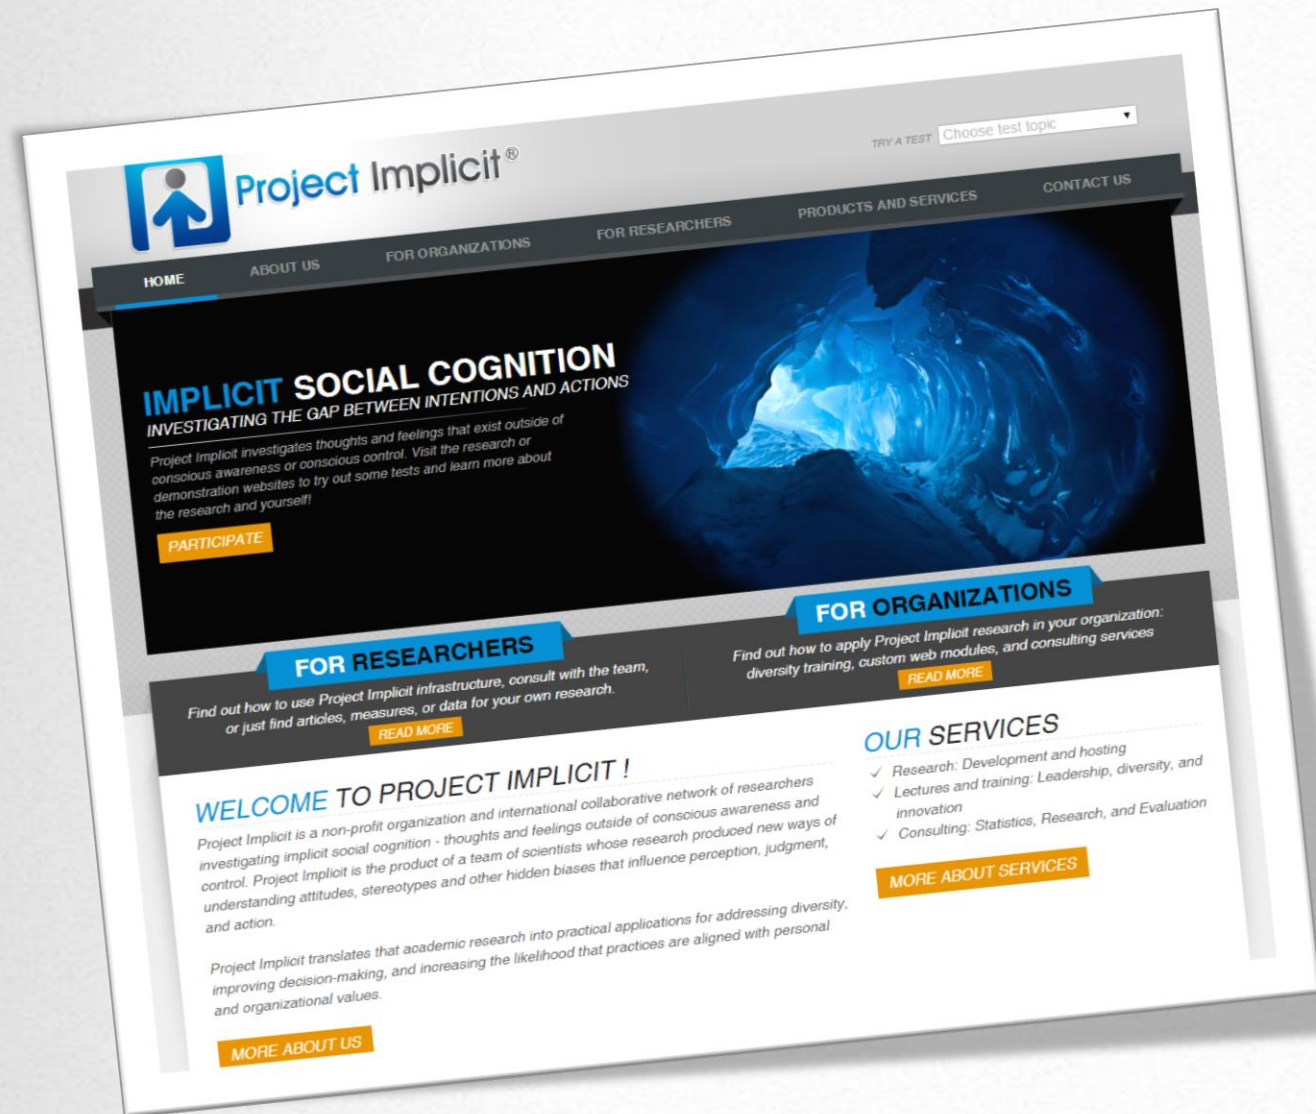 Project Implicit®
TRY A TEST Choose test topic
HOME ABOUT US FOR ORGANIZATIONS FOR RESEARCHERS PRODUCTS AND SERVICES CONTACT US
IMPLICIT SOCIAL COGNITION
INVESTIGATING THE GAP BETWEEN INTENTIONS AND ACTIONS
Project Implicit investigates thoughts and feelings that exist outside of
conscious awareness or conscious control. Visit the research or
demonstration websites to try out some tests and learn more about
the research and yourself!
PARTICIPATE
FOR RESEARCHERS
Find out how to use Project Implicit infrastructure, consult with the team,
or just find articles, measures, or data for your own research.
READ MORE
FOR ORGANIZATIONS
Find out how to apply Project Implicit research in your organization:
diversity training, custom web modules, and consulting services
READ MORE
WELCOME TO PROJECT IMPLICIT !
Project Implicit is a non-profit organization and international collaborative network of researchers
investigating implicit social cognition - thoughts and feelings outside of conscious awareness and
control. Project Implicit is the product of a team of scientists whose research produced new ways of
understanding attitudes, stereotypes and other hidden biases that influence perception, judgment,
and action.
Project Implicit translates that academic research into practical applications for addressing diversity,
improving decision-making, and increasing the likelihood that practices are aligned with personal
and organizational values.
MORE ABOUT US
OUR SERVICES
✓ Research: Development and hosting
✓ Lectures and training: Leadership, diversity, and
innovation
✓ Consulting: Statistics, Research, and Evaluation
MORE ABOUT SERVICES